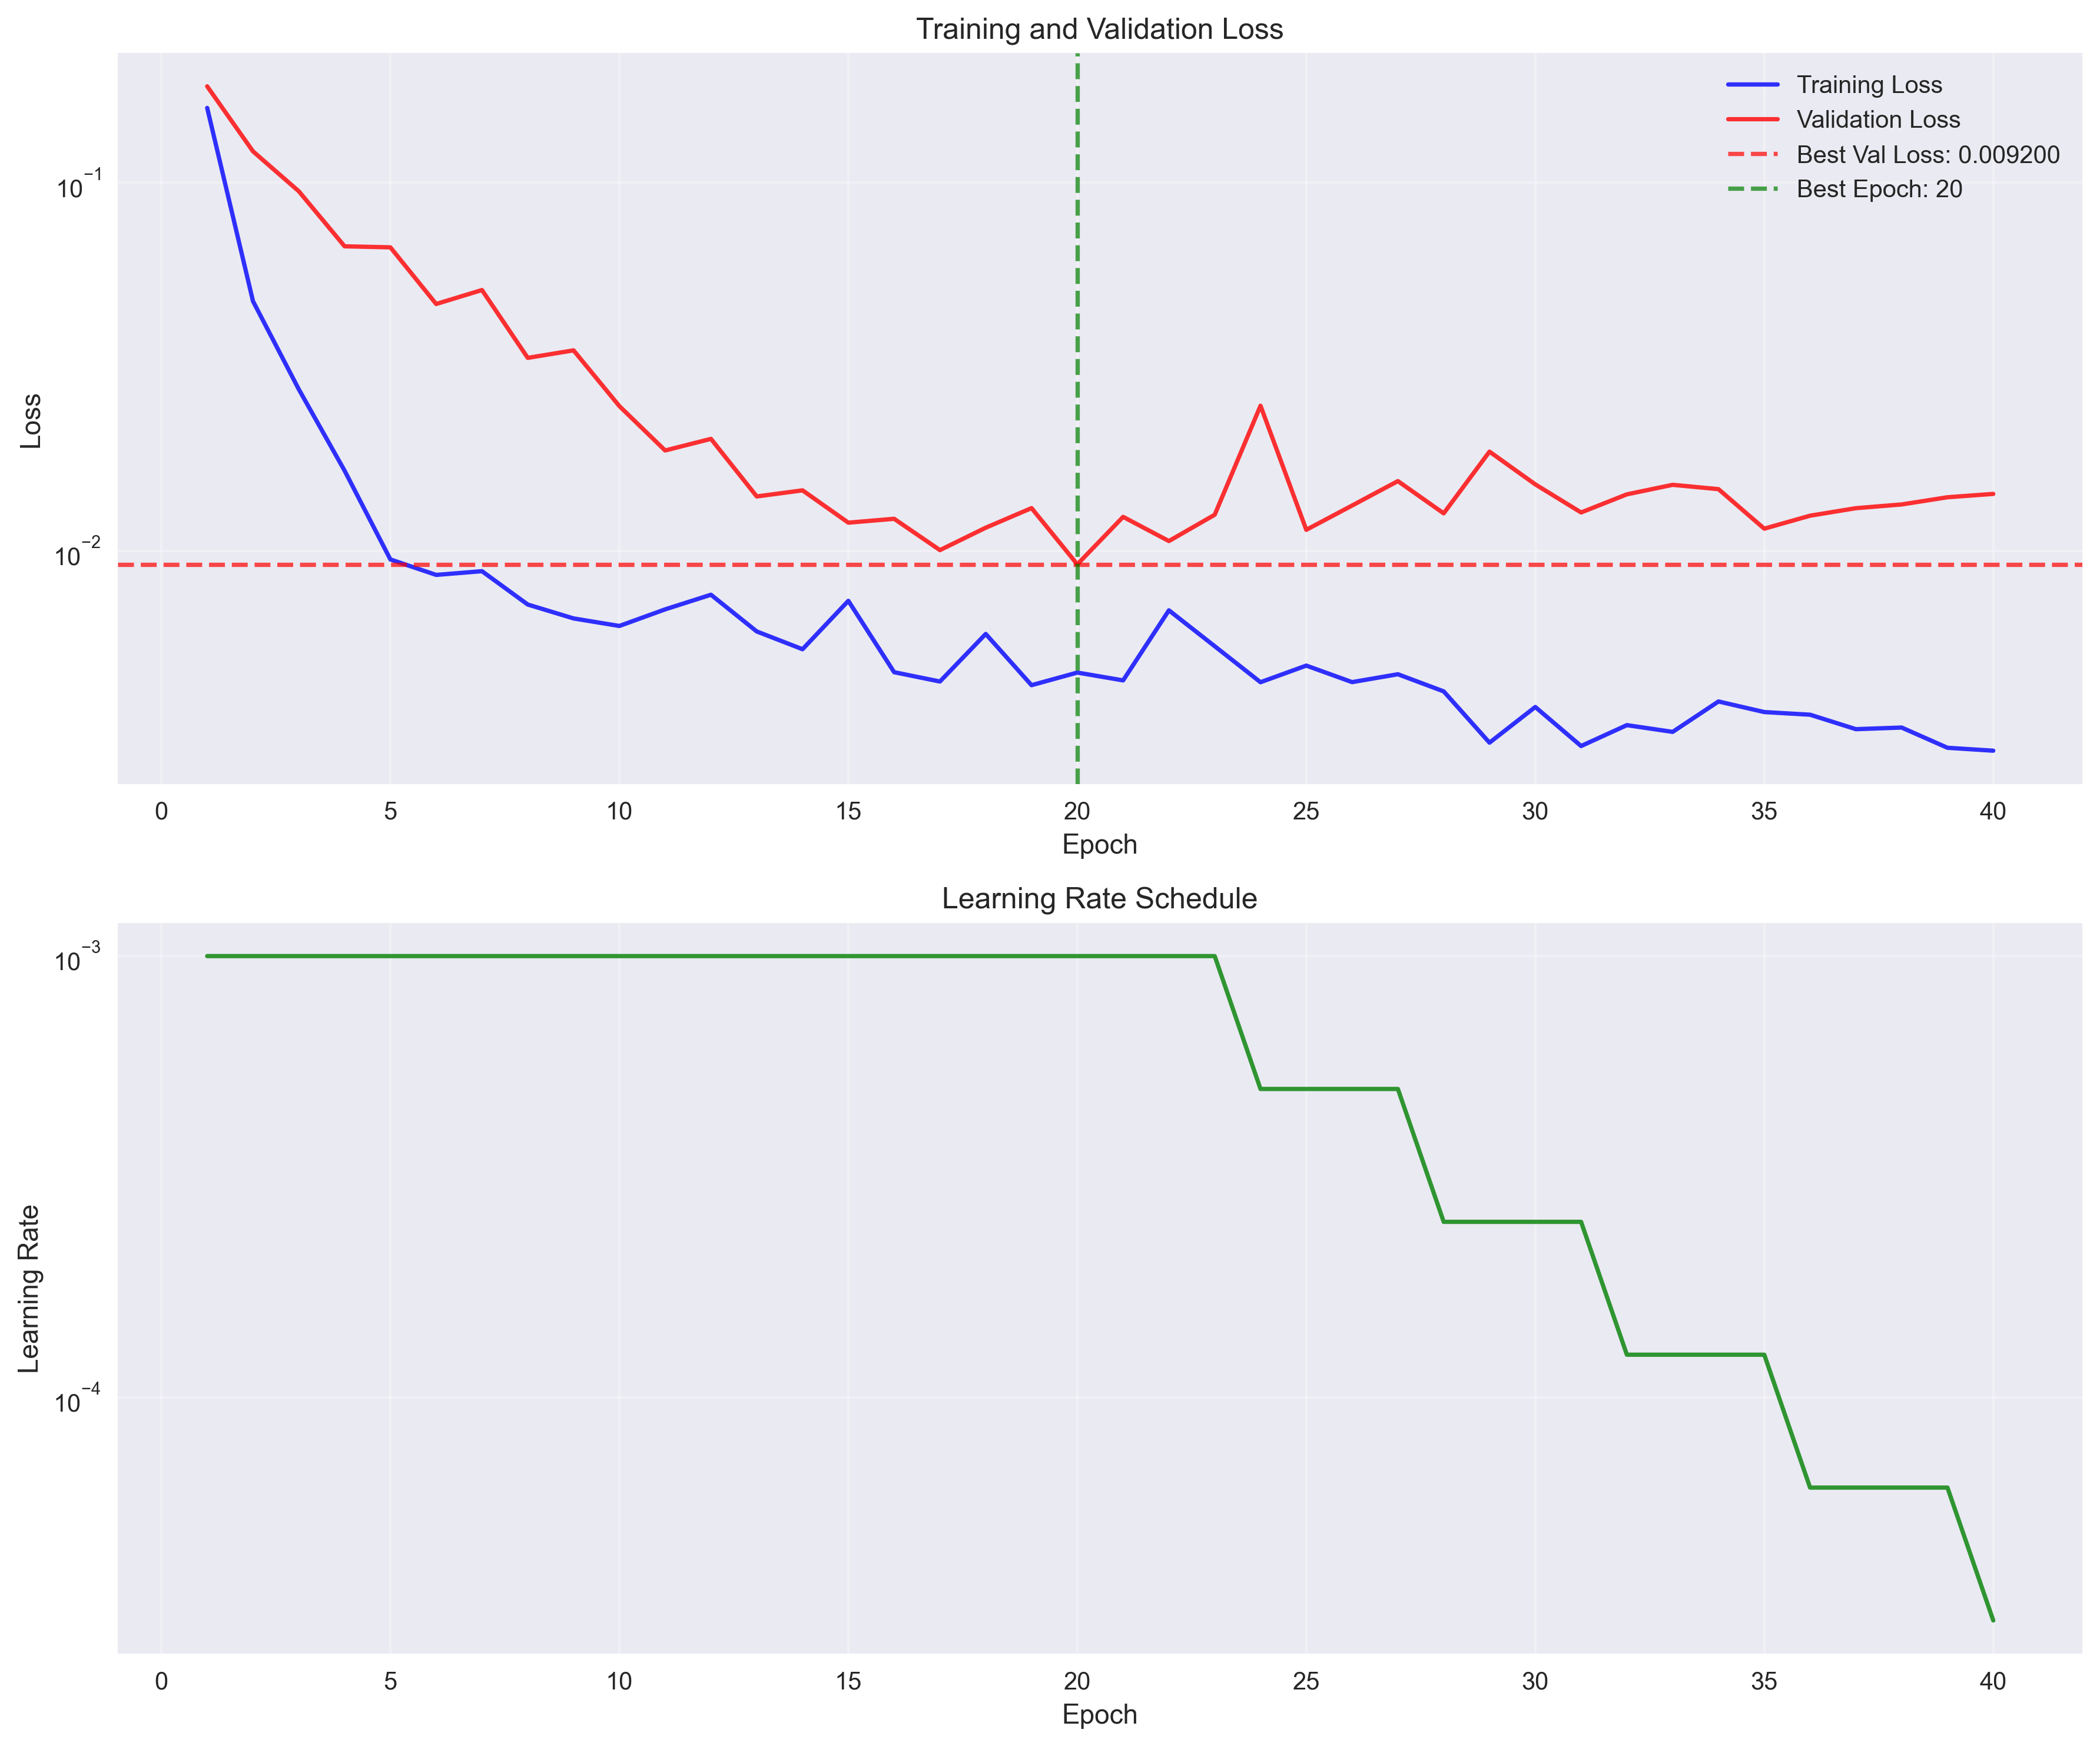 Training and Validation Loss
Training Loss
Validation Loss
Best Val Loss: 0.009200
Best Epoch: 20
10⁻¹
10⁻²
Loss
0 5 10 15 20 25 30 35 40
Epoch
Learning Rate Schedule
10⁻³
10⁻⁴
Learning Rate
0 5 10 15 20 25 30 35 40
Epoch